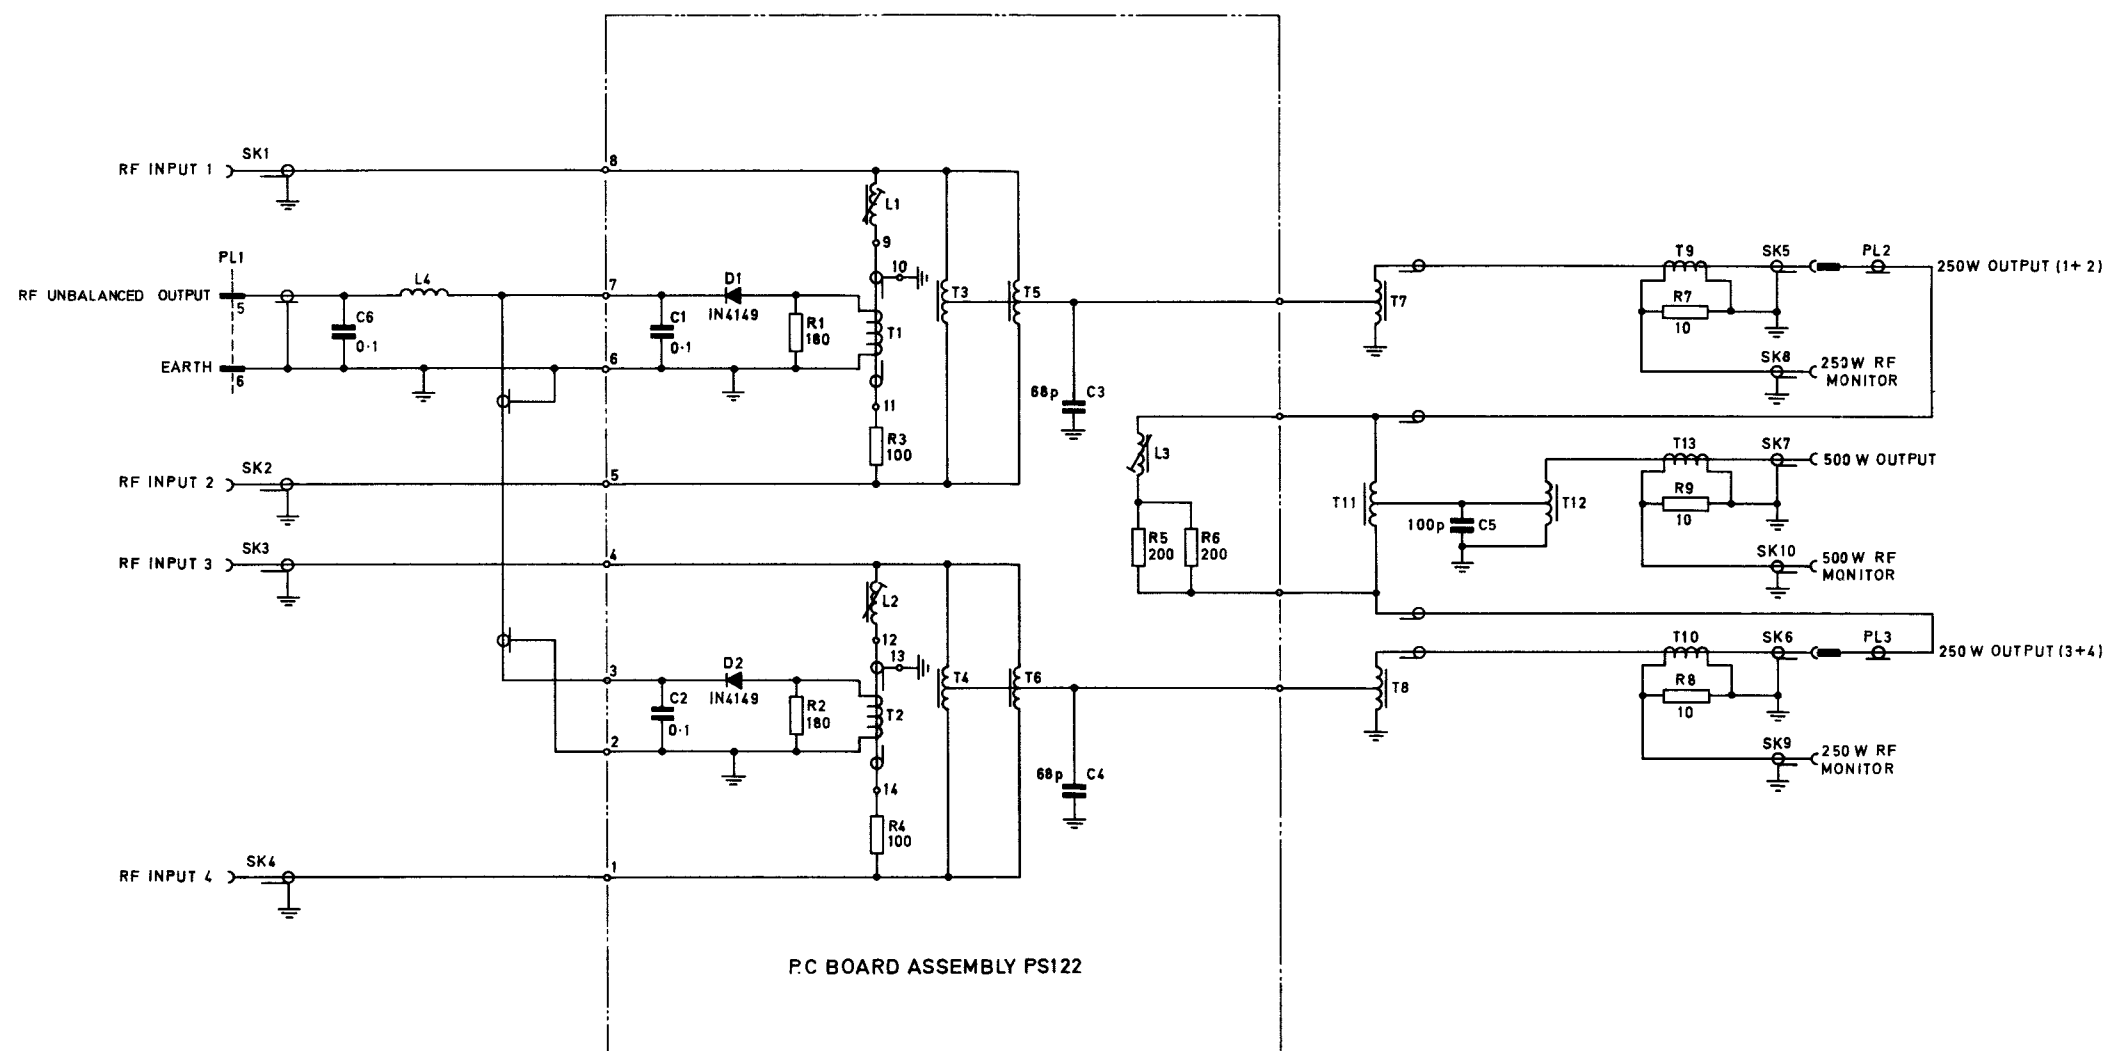 SK1
RF INPUT 1
8
L1
9
10
PL1
L4
7
D1
IN4149
RF UNBALANCED OUTPUT
5
C6
0·1
C1
0·1
R1
180
T1
T3
T5
EARTH
6
6
11
R3
100
68p C3
SK2
RF INPUT 2
5
T7
T9
SK5
PL2
250W OUTPUT (1+2)
R7
10
SK8
250W RF
MONITOR
L3
R5
200
R6
200
T11
100p C5
T12
T13
SK7
500 W OUTPUT
R9
10
SK10
500W RF
MONITOR
SK3
RF INPUT 3
4
L2
12
13
3
D2
IN4149
C2
0·1
R2
180
T2
T4
T6
2
14
R4
100
68p C4
T8
T10
SK6
PL3
250W OUTPUT (3+4)
R8
10
SK9
250W RF
MONITOR
SK4
RF INPUT 4
1
P.C BOARD ASSEMBLY PS122